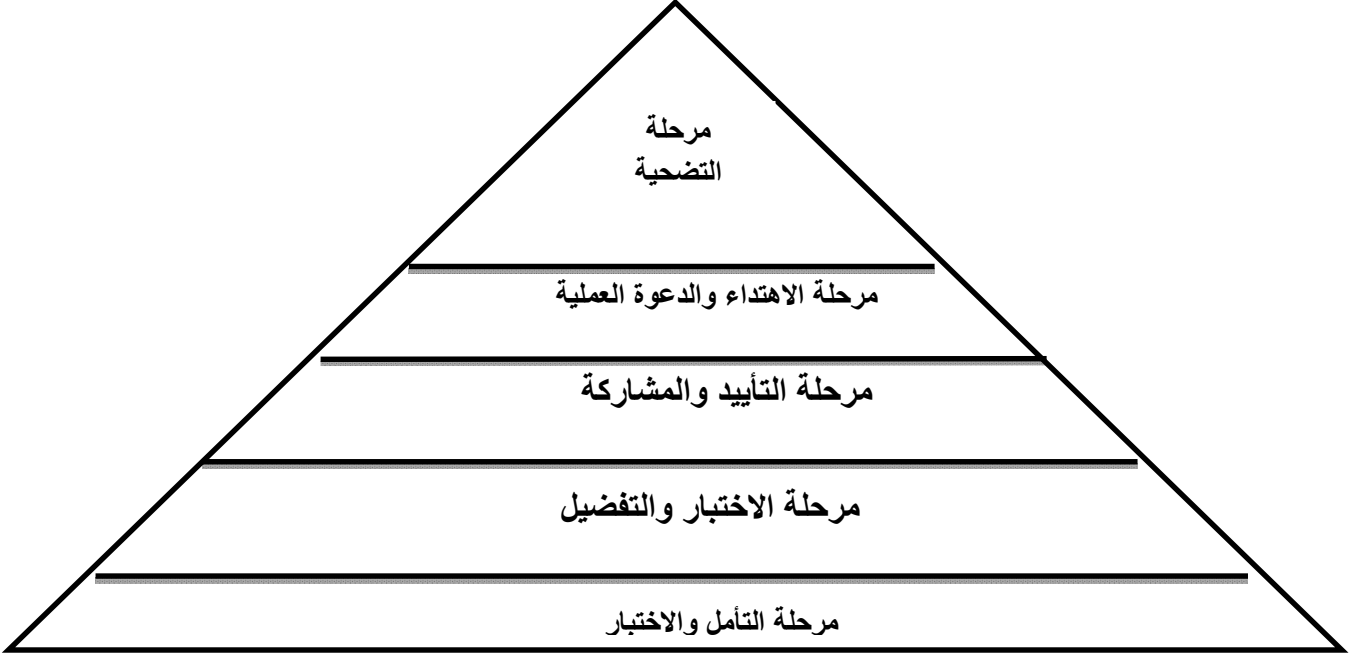 مرحلة
التضحية
مرحلة الاهتداء والدعوة العملية
مرحلة التأييد والمشاركة
مرحلة الاختبار والتفضيل
مرحلة التأمل والاختبار